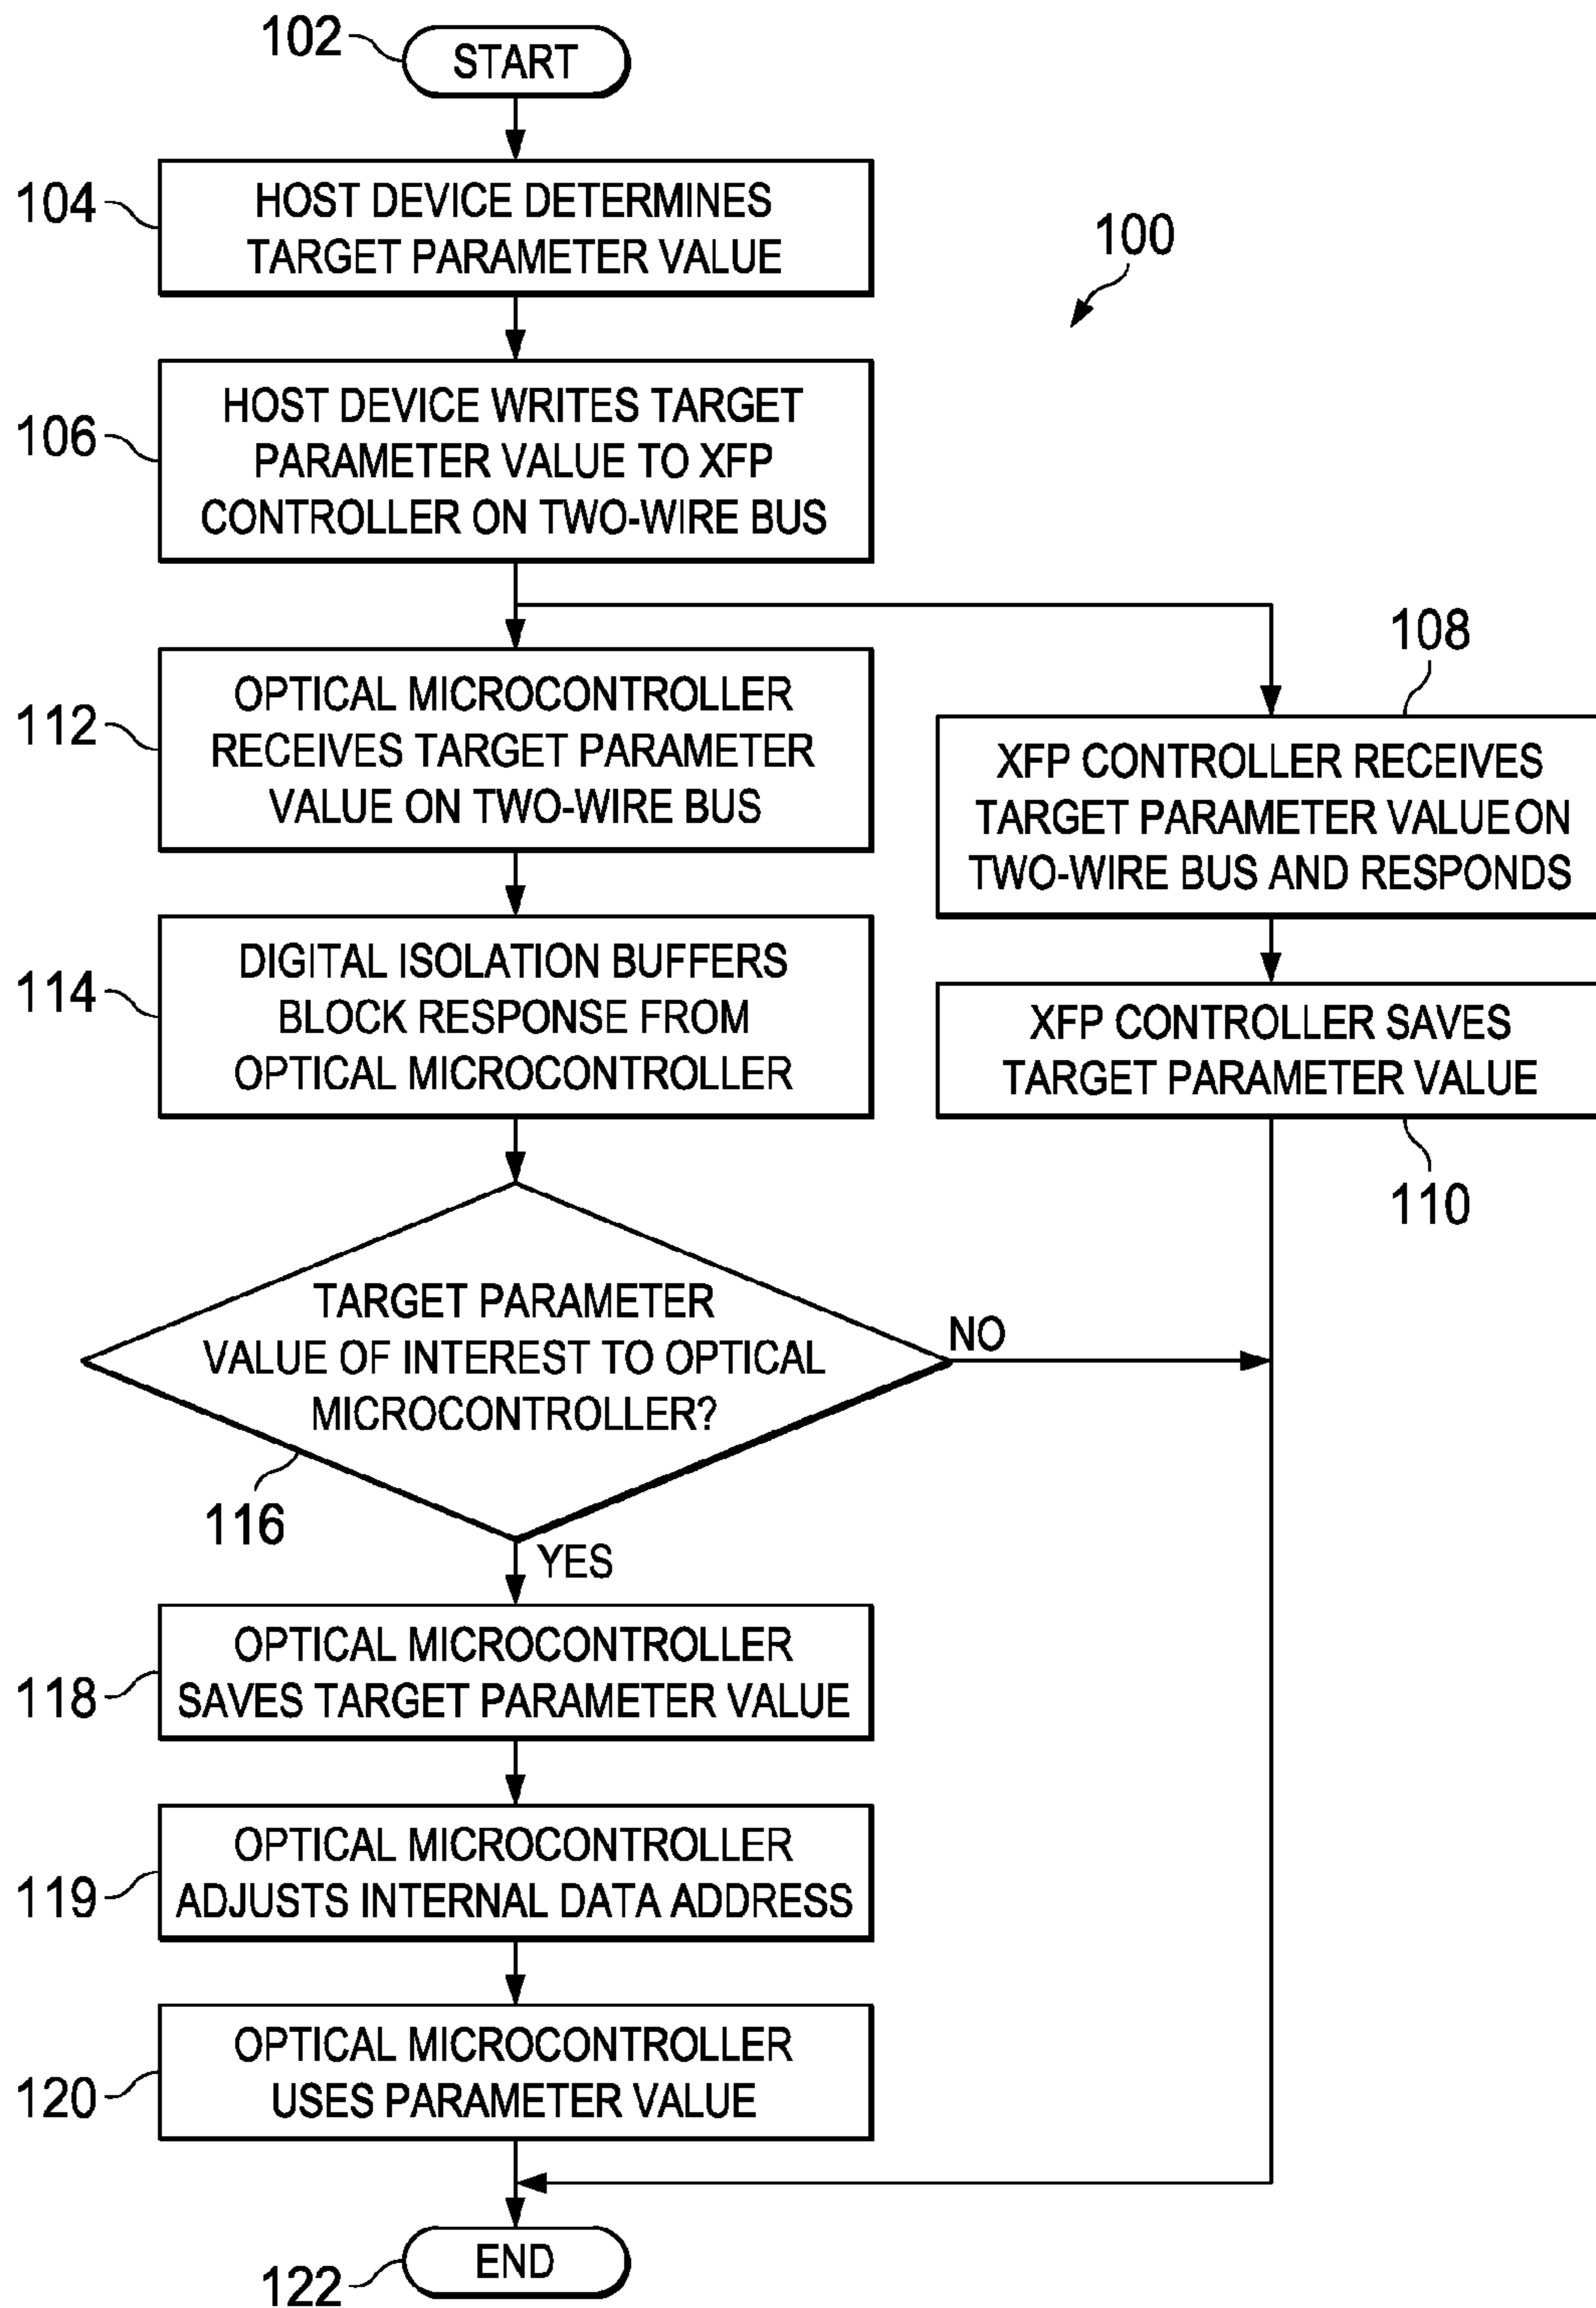 102
START
104
HOST DEVICE DETERMINES
TARGET PARAMETER VALUE
100
106
HOST DEVICE WRITES TARGET
PARAMETER VALUE TO XFP
CONTROLLER ON TWO-WIRE BUS
112
OPTICAL MICROCONTROLLER
RECEIVES TARGET PARAMETER
VALUE ON TWO-WIRE BUS
108
XFP CONTROLLER RECEIVES
TARGET PARAMETER VALUE ON
TWO-WIRE BUS AND RESPONDS
114
DIGITAL ISOLATION BUFFERS
BLOCK RESPONSE FROM
OPTICAL MICROCONTROLLER
XFP CONTROLLER SAVES
TARGET PARAMETER VALUE
110
TARGET PARAMETER
VALUE OF INTEREST TO OPTICAL
MICROCONTROLLER?
NO
116
YES
118
OPTICAL MICROCONTROLLER
SAVES TARGET PARAMETER VALUE
119
OPTICAL MICROCONTROLLER
ADJUSTS INTERNAL DATA ADDRESS
120
OPTICAL MICROCONTROLLER
USES PARAMETER VALUE
122
END